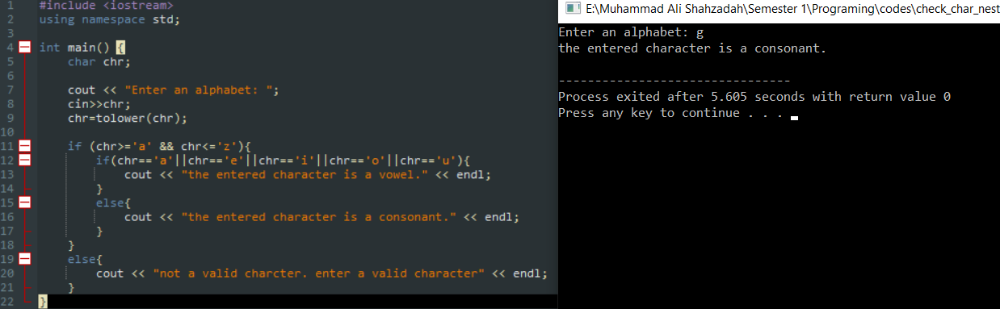 1 #include <iostream>
2 using namespace std;
3
4 int main() {
5     char chr;
6
7     cout << "Enter an alphabet: ";
8     cin>>chr;
9     chr=tolower(chr);
10
11     if (chr>='a' && chr<='z'){
12         if(chr=='a'||chr=='e'||chr=='i'||chr=='o'||chr=='u'){
13             cout << "the entered character is a vowel." << endl;
14         }
15         else{
16             cout << "the entered character is a consonant." << endl;
17         }
18     }
19     else{
20         cout << "not a valid charcter. enter a valid character" << endl;
21     }
22 }
E:\Muhammad Ali Shahzadah\Semester 1\Programing\codes\check_char_nest
Enter an alphabet: g
the entered character is a consonant.
--------------------------------
Process exited after 5.605 seconds with return value 0
Press any key to continue . . .